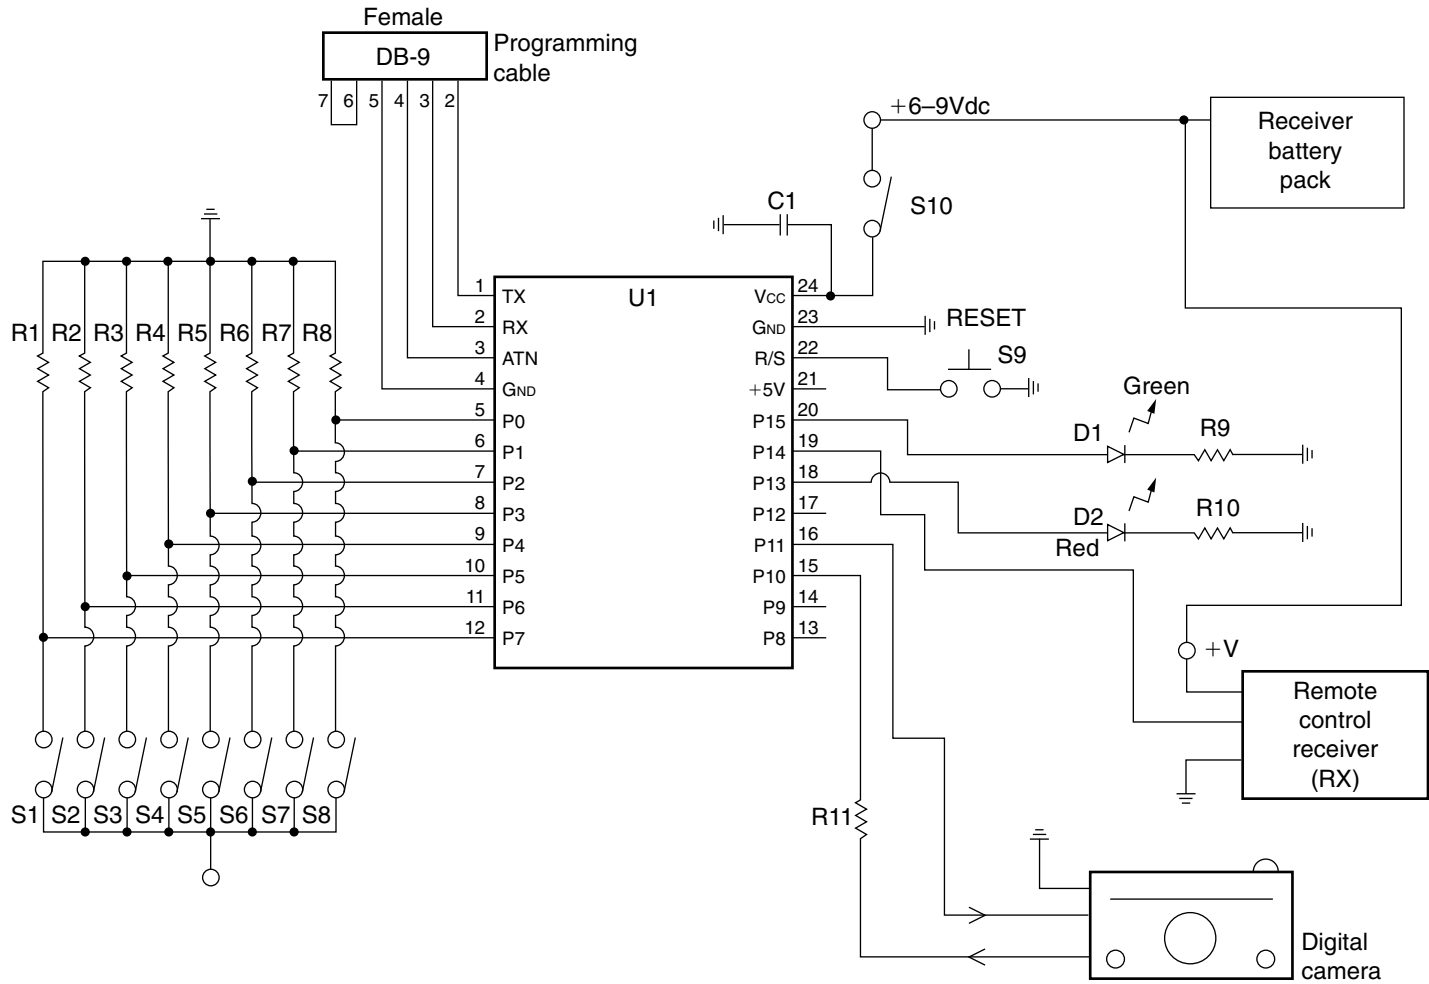 Female
DB-9
Programming
cable
7 6 5 4 3 2
+6–9Vdc
Receiver
battery
pack
C1
S10
U1
1 TX
2 RX
3 ATN
4 GND
5 P0
6 P1
7 P2
8 P3
9 P4
10 P5
11 P6
12 P7
VCC 24
GND 23
R/S 22
+5V 21
P15 20
P14 19
P13 18
P12 17
P11 16
P10 15
P9 14
P8 13
RESET
S9
R1 R2 R3 R4 R5 R6 R7 R8
Green
D1
R9
D2
Red
R10
+V
Remote
control
receiver
(RX)
S1 S2 S3 S4 S5 S6 S7 S8
R11
Digital
camera